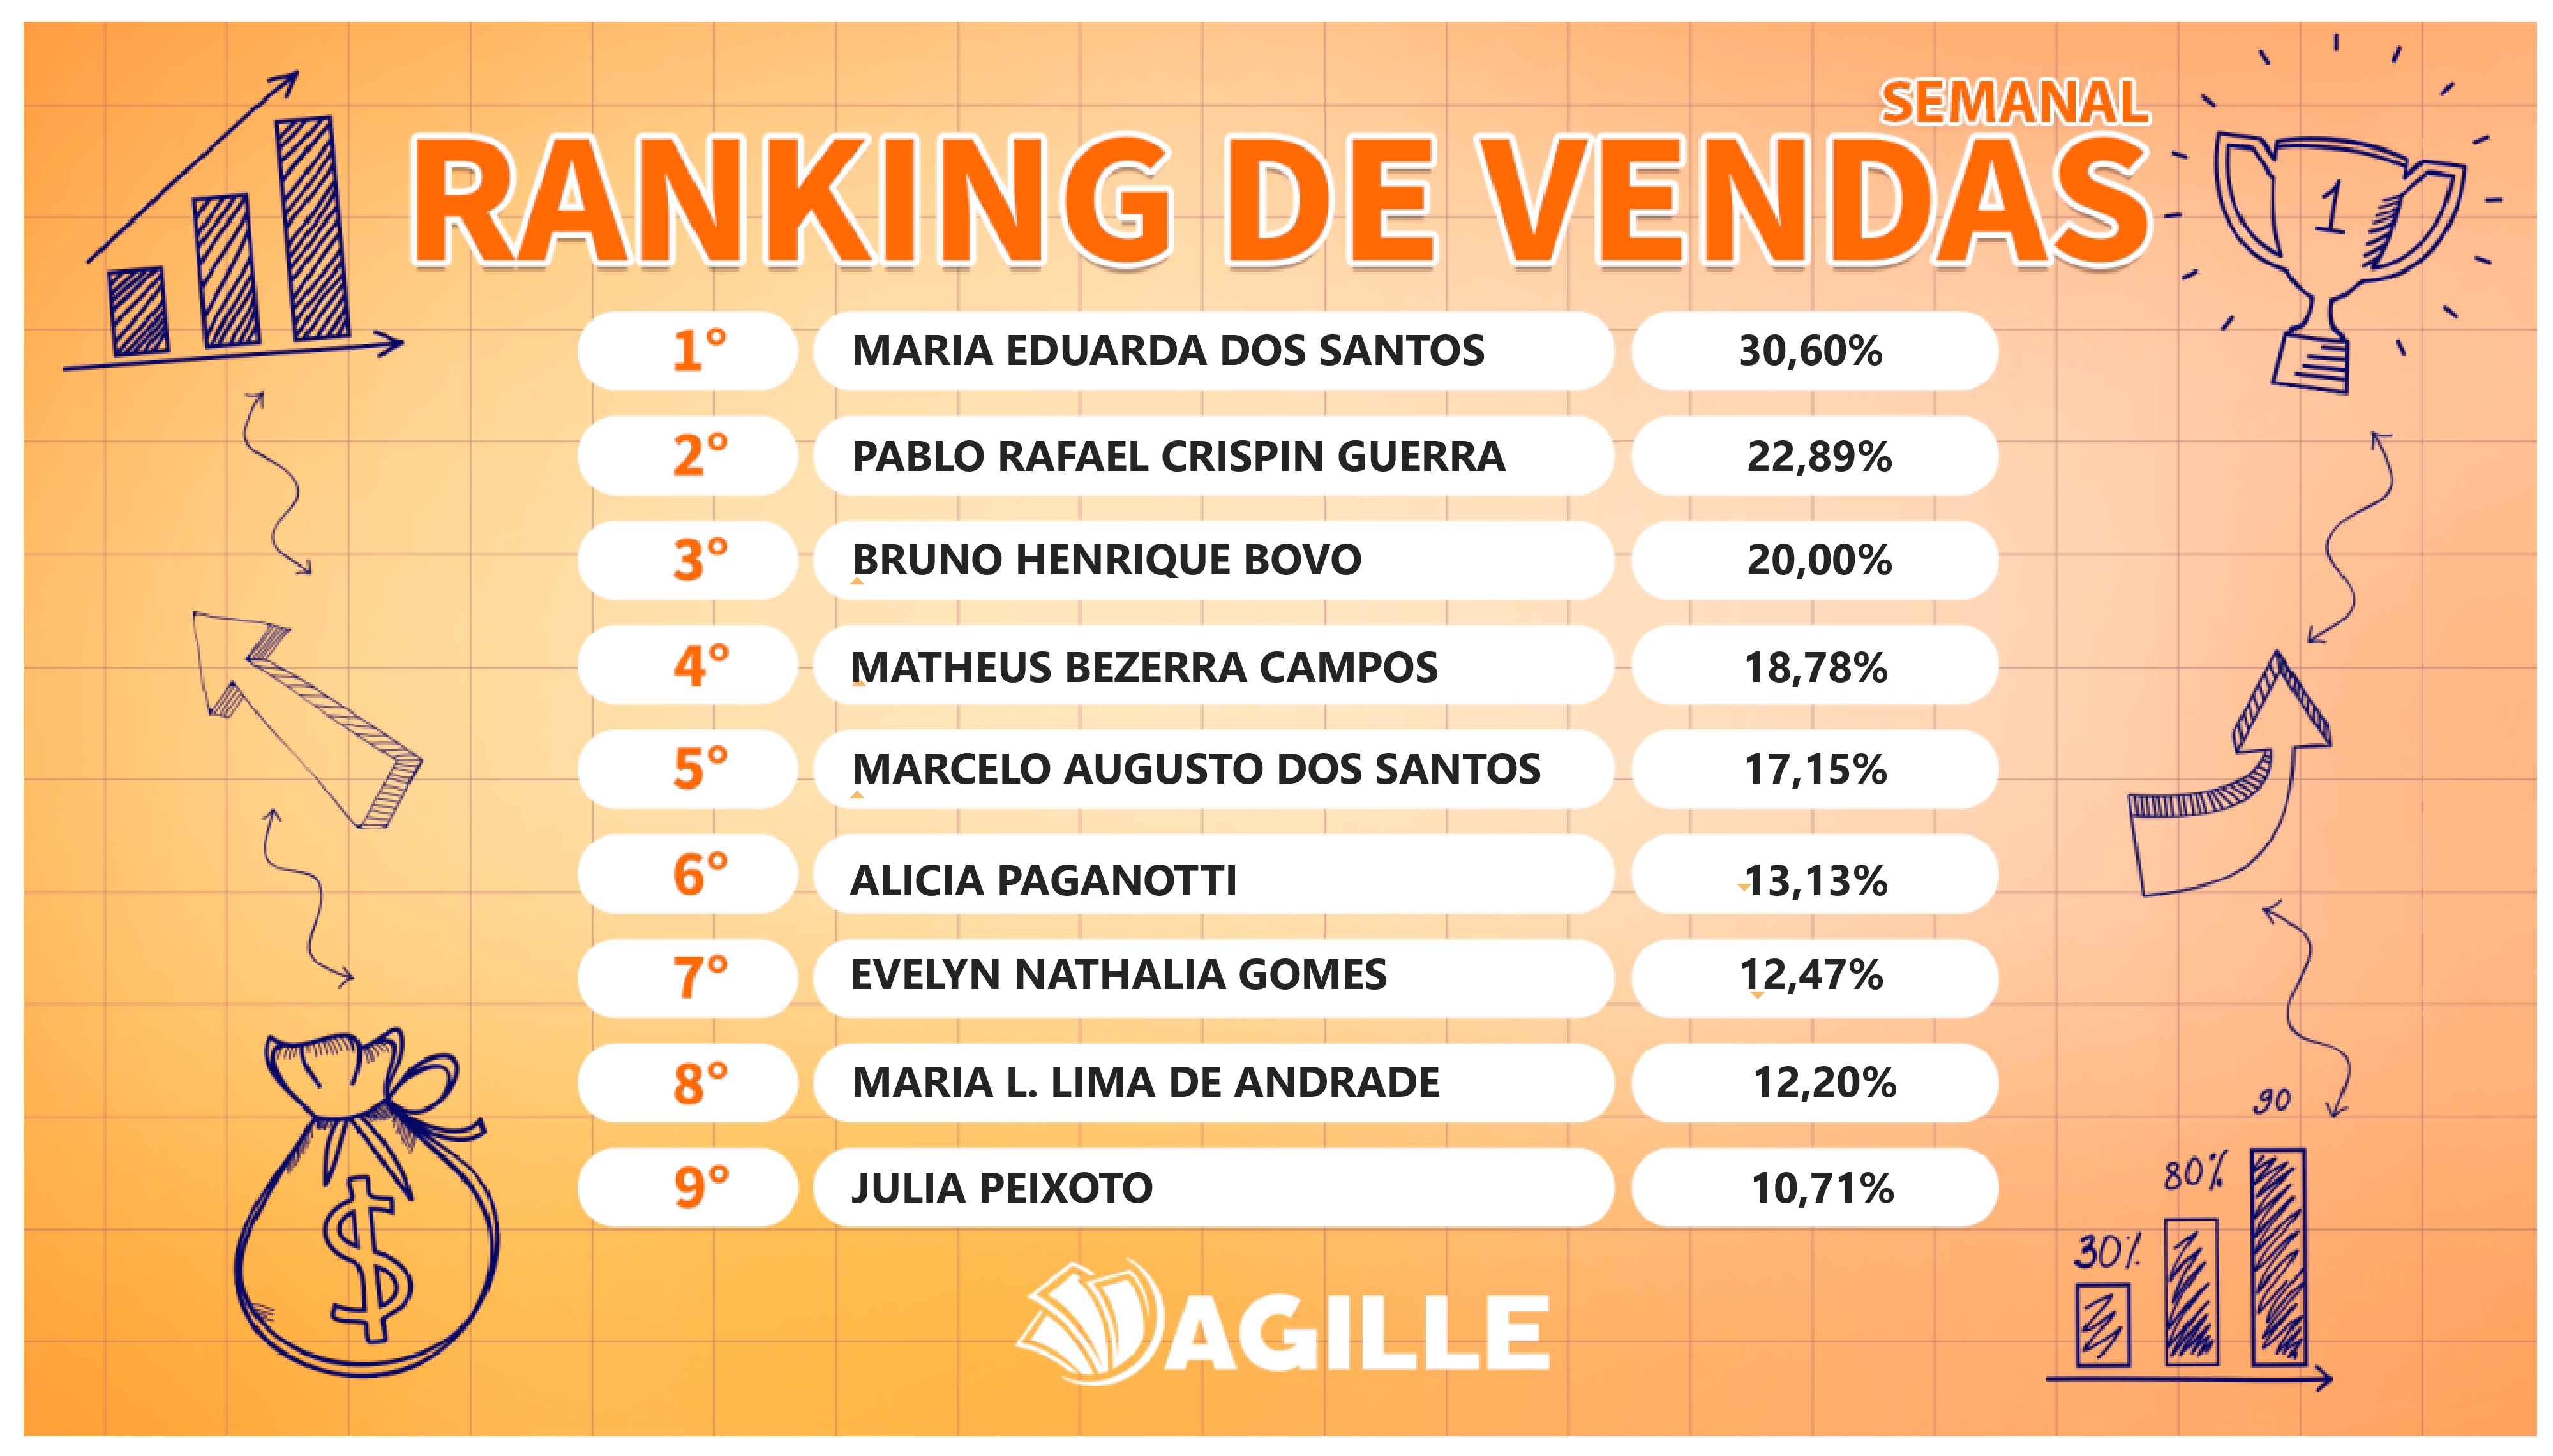 SEMANAL
RANKING DE VENDAS
1° MARIA EDUARDA DOS SANTOS 30,60%
2° PABLO RAFAEL CRISPIN GUERRA 22,89%
3° BRUNO HENRIQUE BOVO 20,00%
4° MATHEUS BEZERRA CAMPOS 18,78%
5° MARCELO AUGUSTO DOS SANTOS 17,15%
6° ALICIA PAGANOTTI 13,13%
7° EVELYN NATHALIA GOMES 12,47%
8° MARIA L. LIMA DE ANDRADE 12,20%
9° JULIA PEIXOTO 10,71%
AGILLE
1
$
30%
80%
90